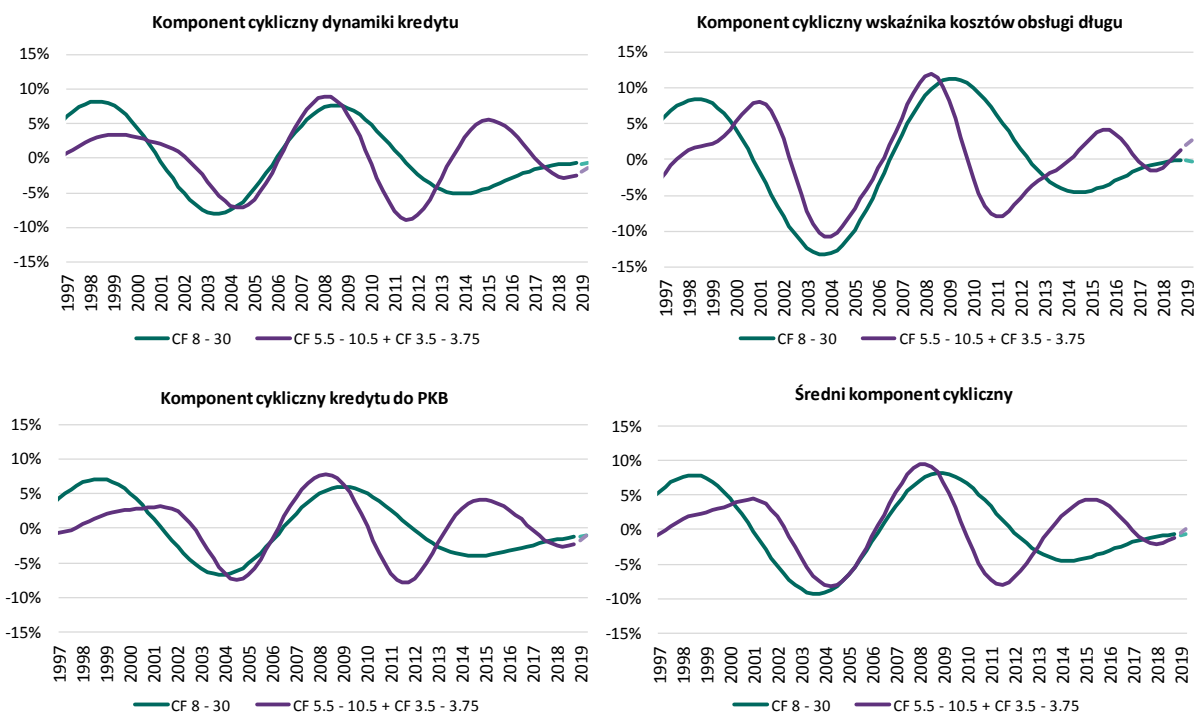 Komponent cykliczny dynamiki kredytu
15%
10%
5%
0%
-5%
-10%
-15%
1997 1998 1999 2000 2001 2002 2003 2004 2005 2006 2007 2008 2009 2010 2011 2012 2013 2014 2015 2016 2017 2018 2019
CF 8 - 30 CF 5.5 - 10.5 + CF 3.5 - 3.75
Komponent cykliczny wskaźnika kosztów obsługi długu
15%
10%
5%
0%
-5%
-10%
-15%
1997 1998 1999 2000 2001 2002 2003 2004 2005 2006 2007 2008 2009 2010 2011 2012 2013 2014 2015 2016 2017 2018 2019
CF 8 - 30 CF 5.5 - 10.5 + CF 3.5 - 3.75
Komponent cykliczny kredytu do PKB
15%
10%
5%
0%
-5%
-10%
-15%
1997 1998 1999 2000 2001 2002 2003 2004 2005 2006 2007 2008 2009 2010 2011 2012 2013 2014 2015 2016 2017 2018 2019
CF 8 - 30 CF 5.5 - 10.5 + CF 3.5 - 3.75
Średni komponent cykliczny
15%
10%
5%
0%
-5%
-10%
-15%
1997 1998 1999 2000 2001 2002 2003 2004 2005 2006 2007 2008 2009 2010 2011 2012 2013 2014 2015 2016 2017 2018 2019
CF 8 - 30 CF 5.5 - 10.5 + CF 3.5 - 3.75